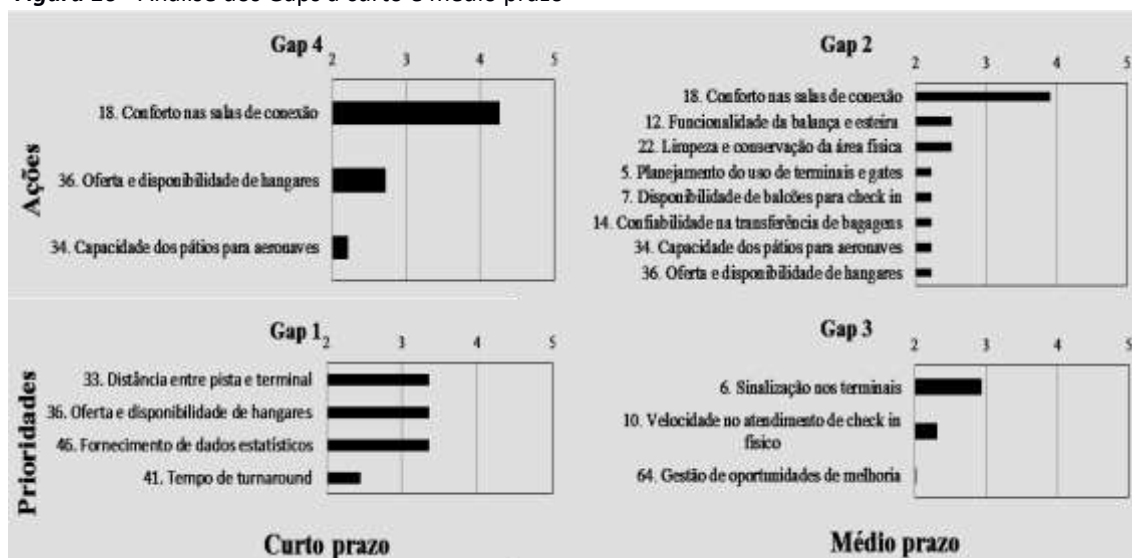 Figura 10 - Análise dos Gaps a curto e médio prazo
Gap 4
2 3 4 5
18. Conforto nas salas de conexão
36. Oferta e disponibilidade de hangares
34. Capacidade dos pátios para aeronaves
Ações
Gap 2
2 3 4 5
18. Conforto nas salas de conexão
12. Funcionalidade da balança e esteira
22. Limpeza e conservação da área física
5. Planejamento do uso de terminais e gates
7. Disponibilidade de balcões para check in
14. Confiabilidade na transferência de bagagens
34. Capacidade dos pátios para aeronaves
36. Oferta e disponibilidade de hangares
Gap 1
2 3 4 5
33. Distância entre pista e terminal
36. Oferta e disponibilidade de hangares
46. Fornecimento de dados estatísticos
41. Tempo de turnaround
Prioridades
Curto prazo
Gap 3
2 3 4 5
6. Sinalização nos terminais
10. Velocidade no atendimento de check in
físico
64. Gestão de oportunidades de melhoria
Médio prazo